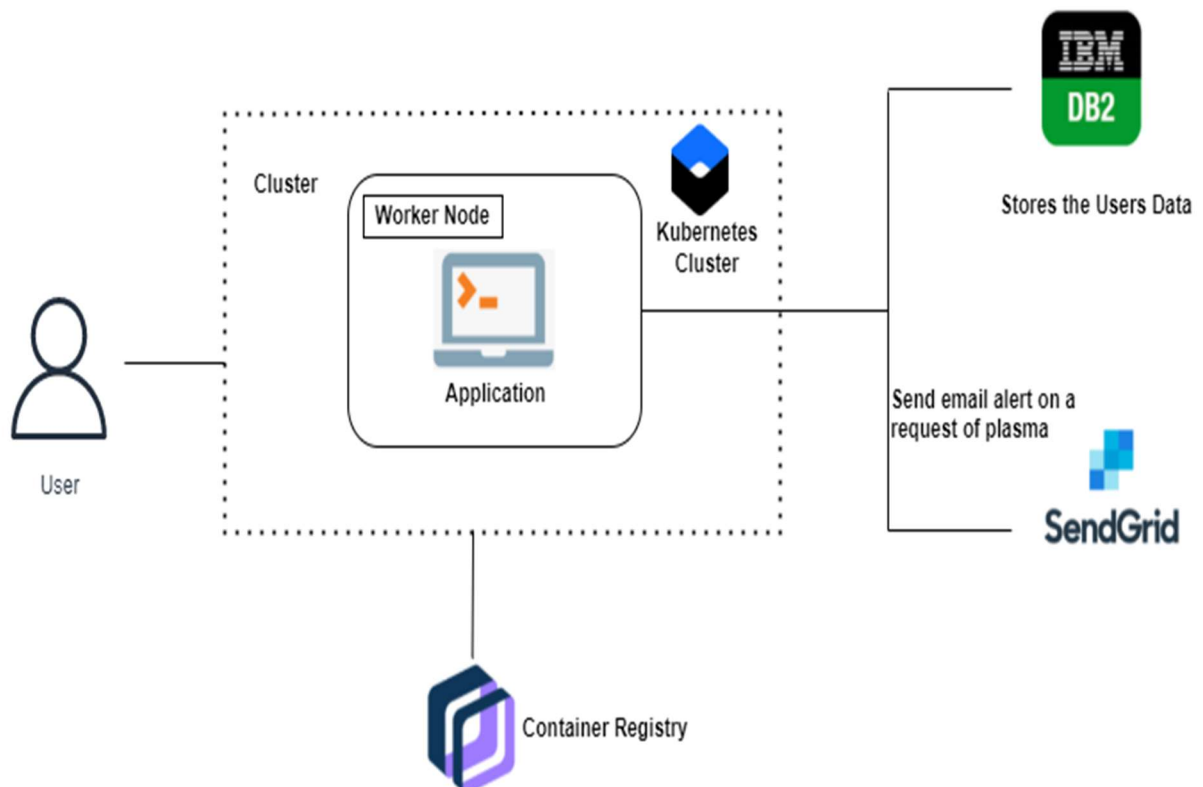 IBM
DB2
Stores the Users Data
Cluster
Worker Node
Kubernetes
Cluster
Application
User
Send email alert on a
request of plasma
SendGrid
Container Registry